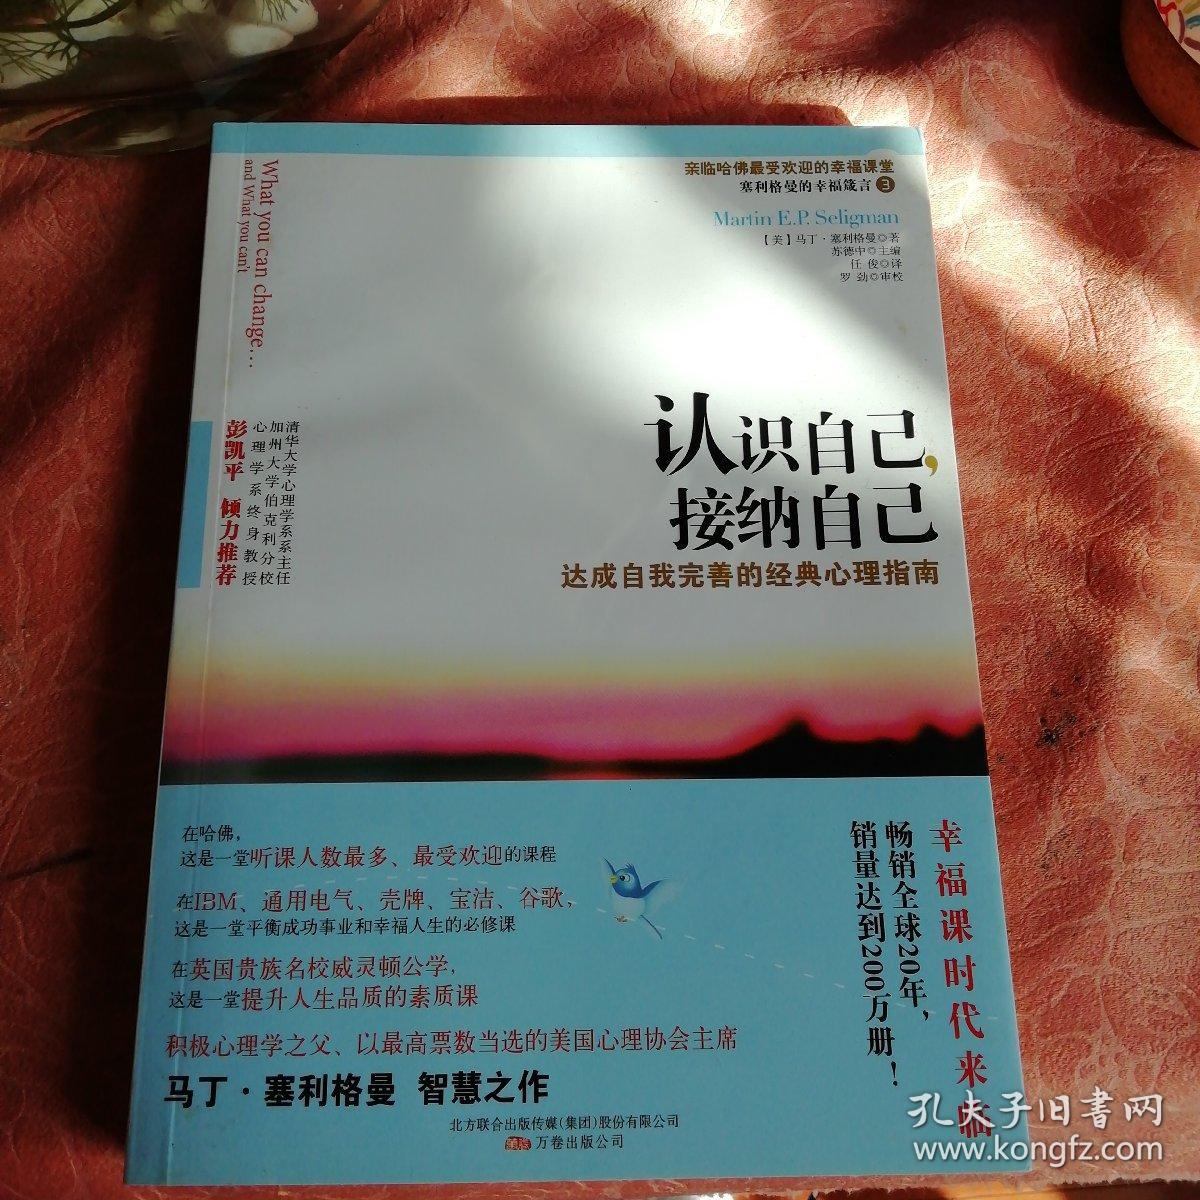 亲临哈佛最受欢迎的幸福课堂
塞利格曼的幸福箴言 3
Martin E.P. Seligman
【美】马丁·塞利格曼◎著
苏德中◎主编
任 俊◎译
罗 劲◎审校
What you can change…
and What you can't
清华大学心理学系系主任
加州大学伯克利分校
心理学系终身教授
彭凯平 倾力推荐
认识自己,
接纳自己
达成自我完善的经典心理指南
在哈佛,
这是一堂听课人数最多、最受欢迎的课程
在IBM、通用电气、壳牌、宝洁、谷歌,
这是一堂平衡成功事业和幸福人生的必修课
在英国贵族名校威灵顿公学,
这是一堂提升人生品质的素质课
积极心理学之父、以最高票数当选的美国心理协会主席
马丁·塞利格曼 智慧之作
幸福课时代来临
畅销全球20年,
销量达到200万册!
北方联合出版传媒(集团)股份有限公司
万卷 万卷出版公司
孔夫子旧书网
www.kongfz.com